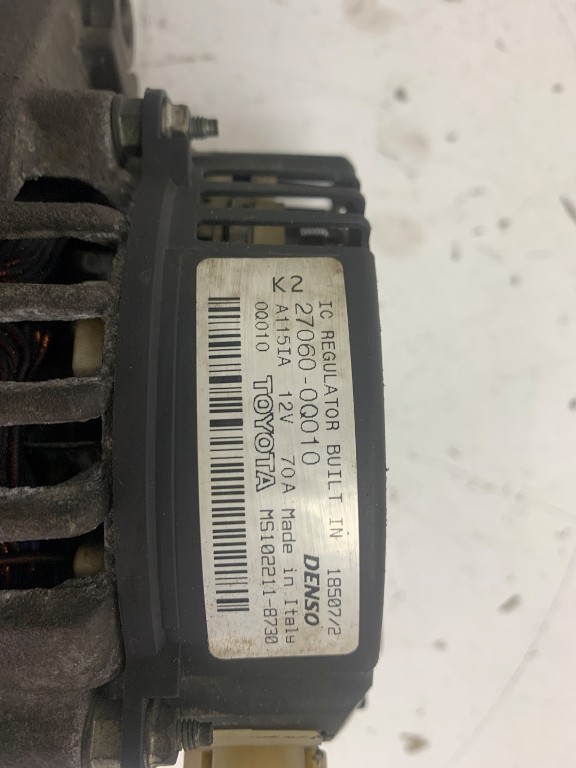 IC REGULATOR BUILT IN 18507/2
K2 27060-0Q010 DENSO
A115IA 12V 70A Made in Italy
0Q010 TOYOTA MS102211-8730